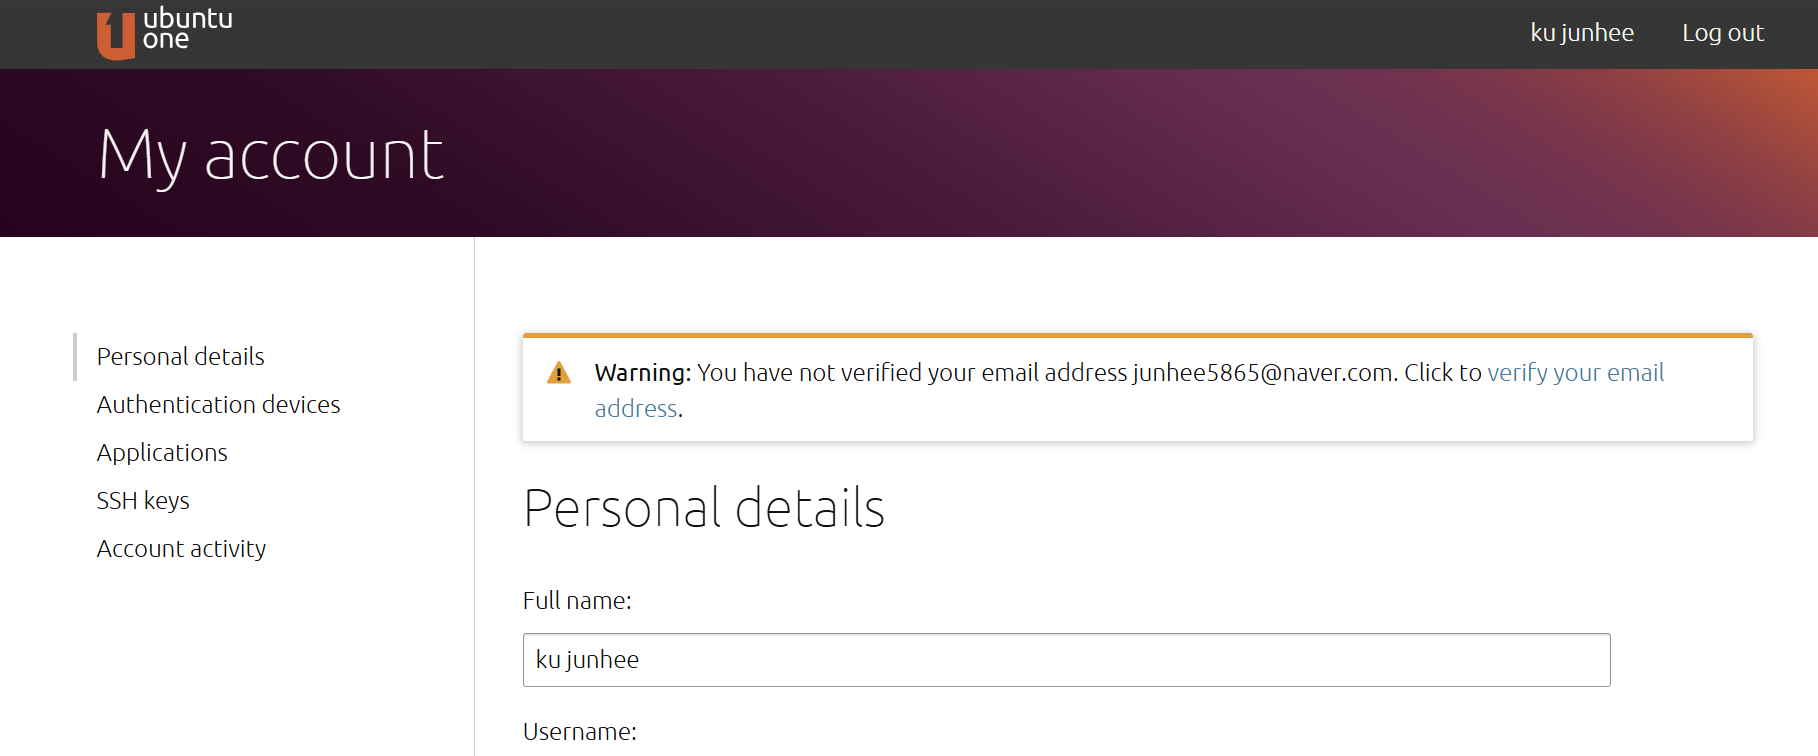 ubuntu
one
ku junhee
Log out
My account
Personal details
Authentication devices
Applications
SSH keys
Account activity
Warning: You have not verified your email address junhee5865@naver.com. Click to verify your email
address.
Personal details
Full name:
ku junhee
Username: